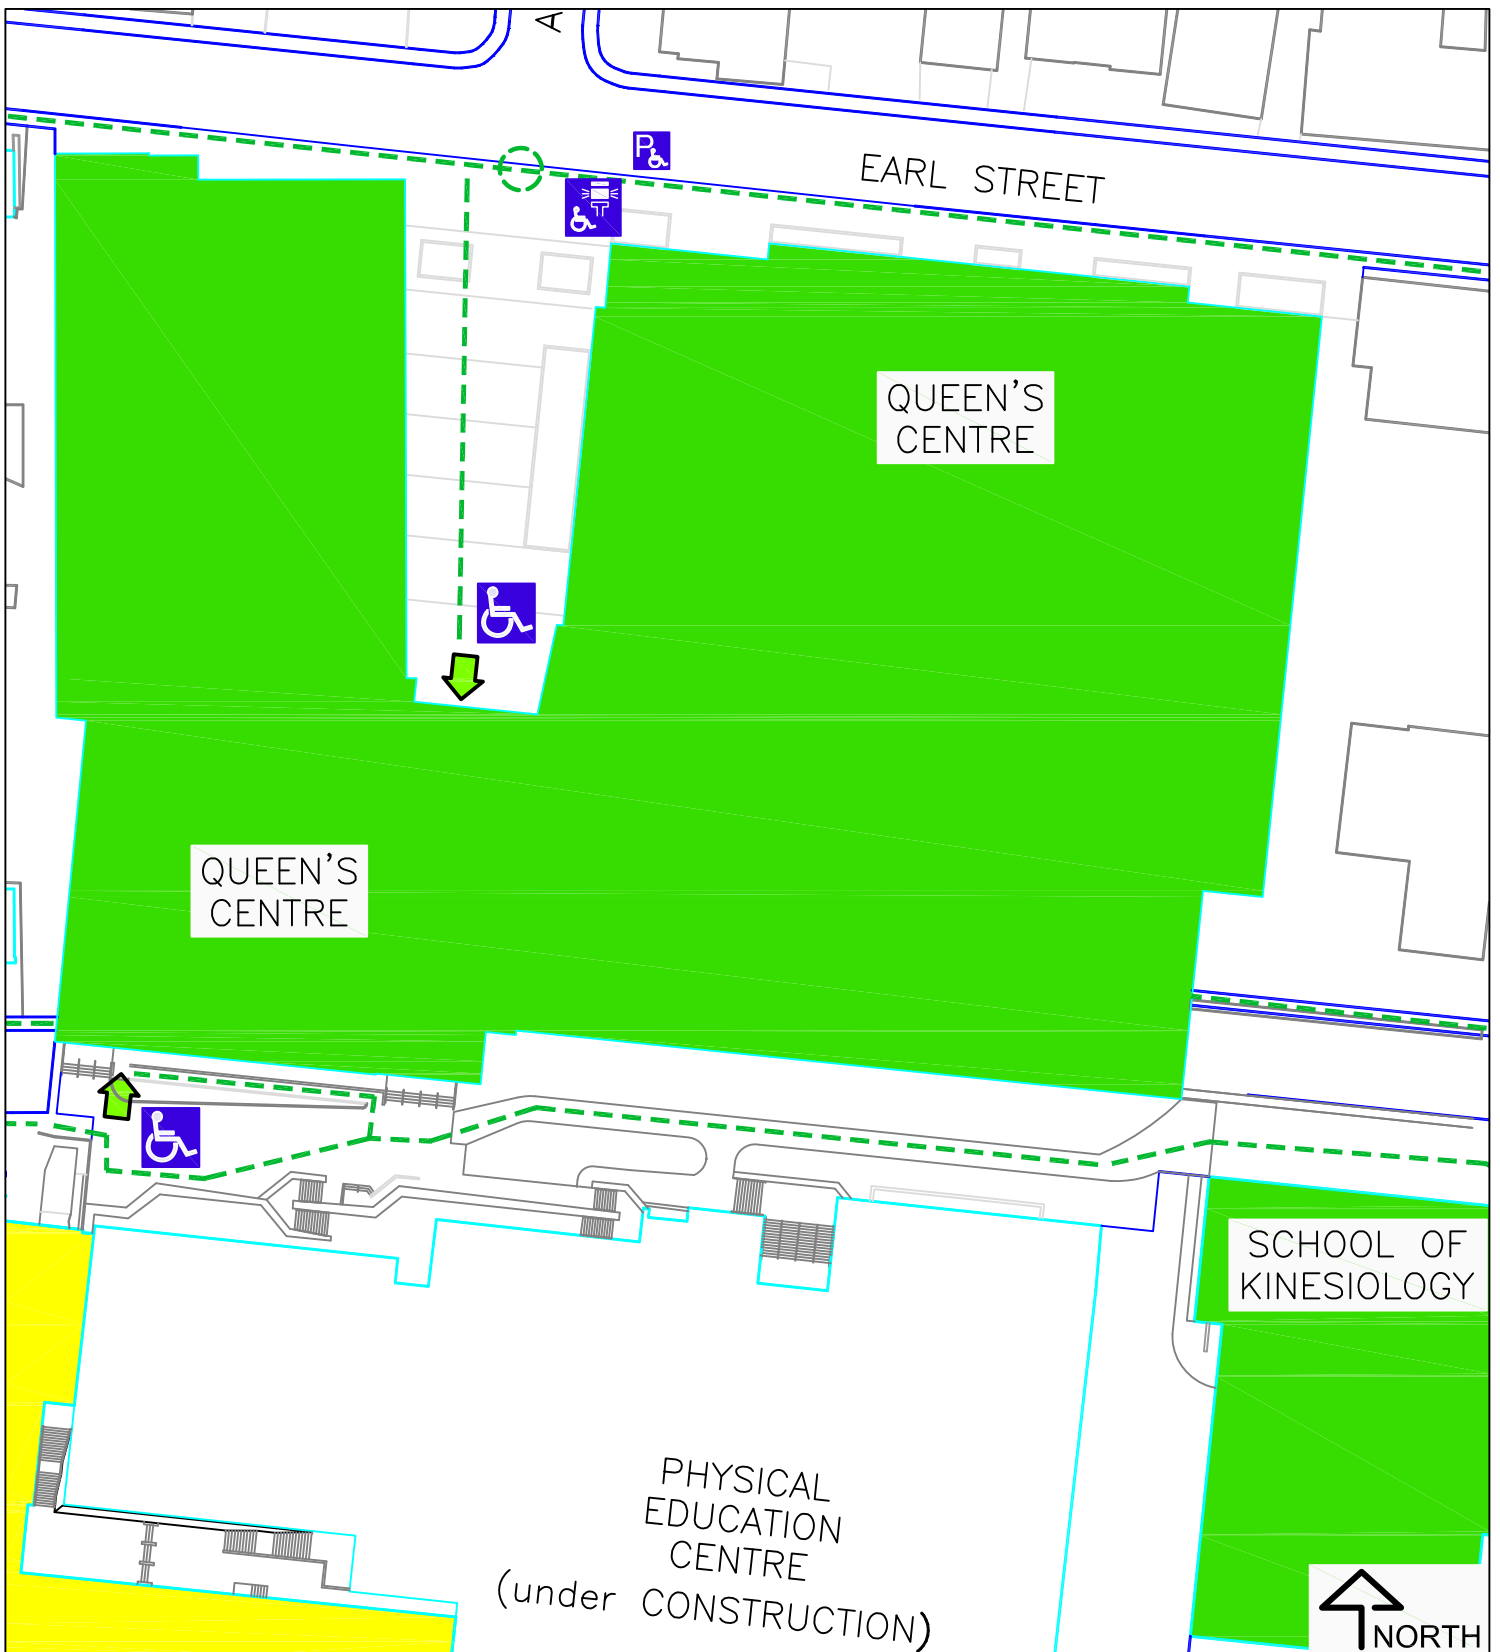 A
P
EARL STREET
QUEEN'S
CENTRE
QUEEN'S
CENTRE
SCHOOL OF
KINESIOLOGY
PHYSICAL
EDUCATION
CENTRE
(under CONSTRUCTION)
NORTH